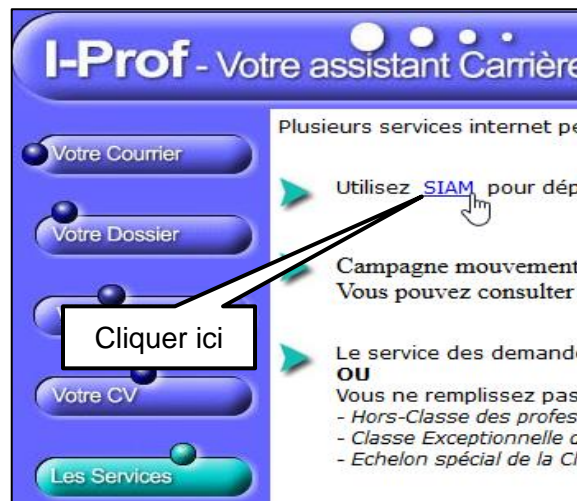 I-Prof - Votre assistant Carrière
Plusieurs services internet pe
Votre Courrier
Utilisez SIAM pour dép
Votre Dossier
Campagne mouvement
Vous pouvez consulter
Cliquer ici
Le service des demande
OU
Votre CV
Vous ne remplissez pas
- Hors-Classe des profes
- Classe Exceptionnelle d
- Echelon spécial de la Cl
Les Services